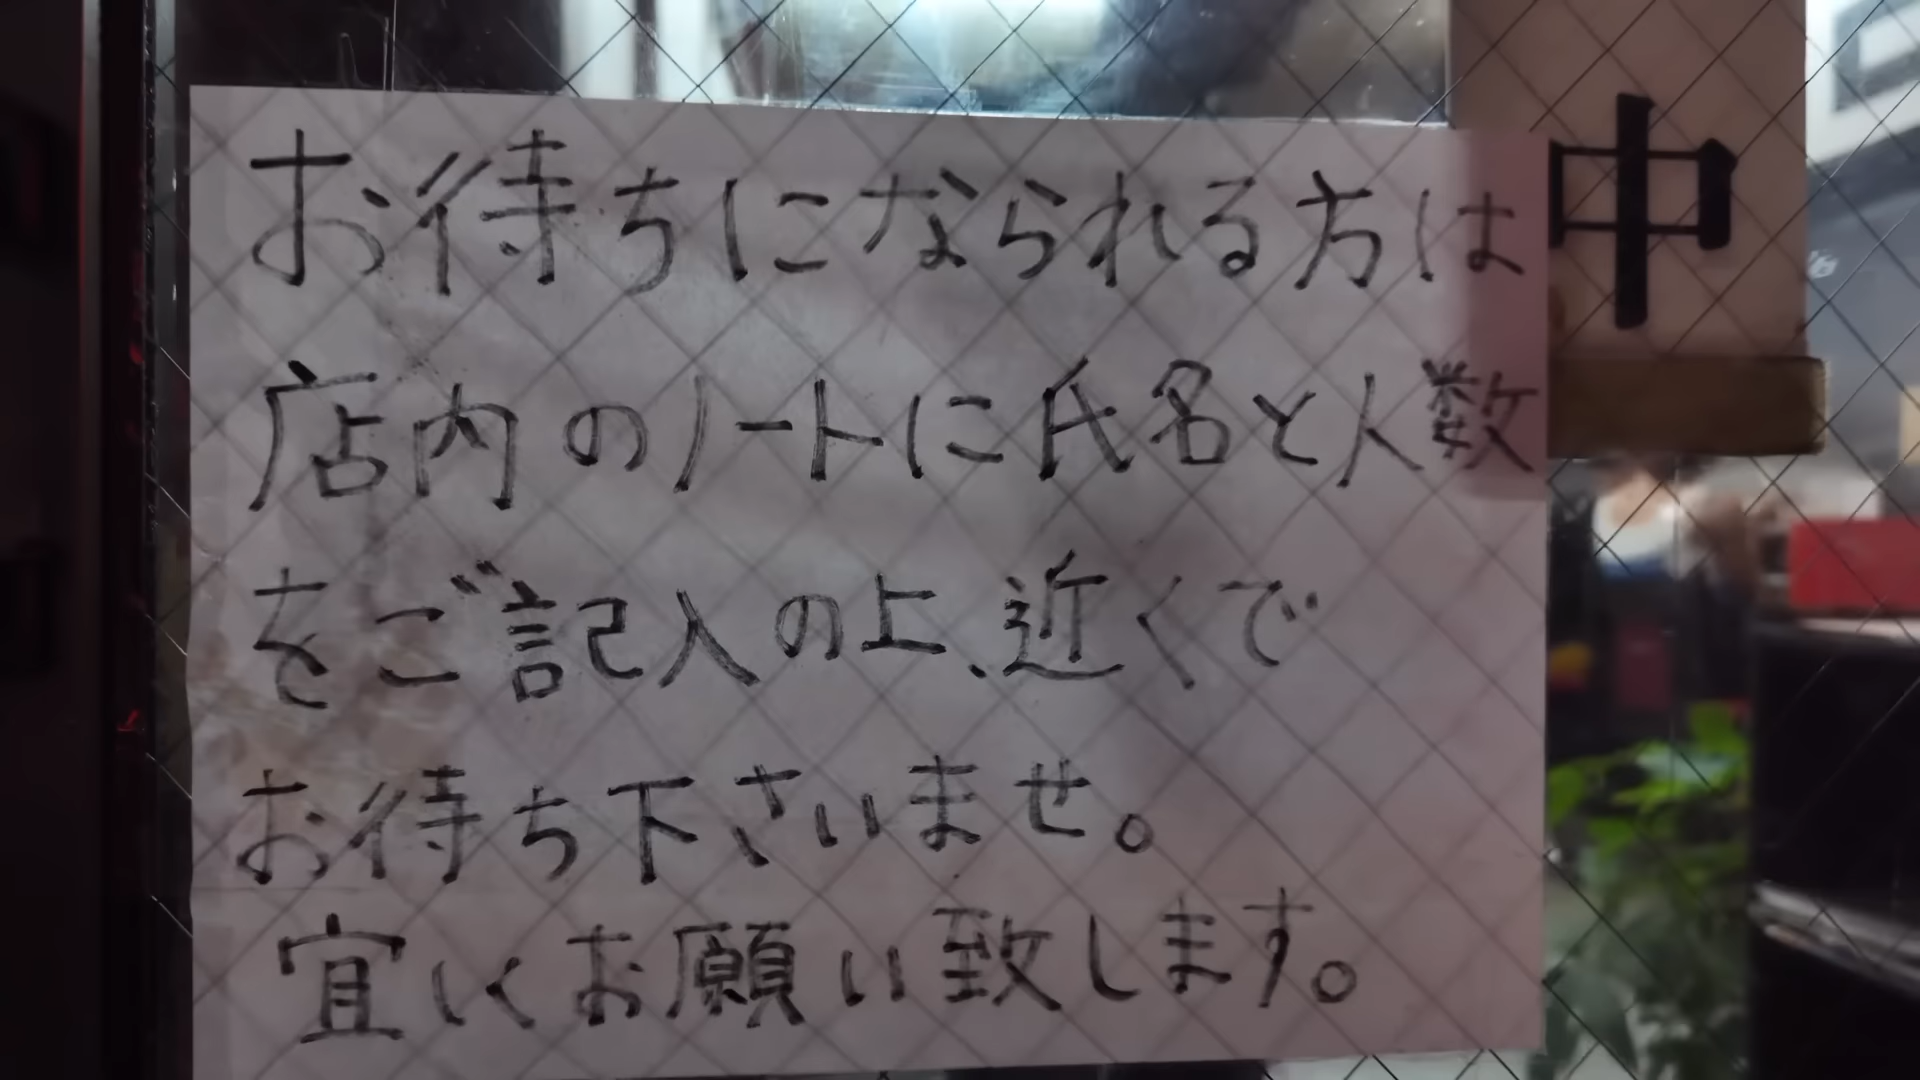 お待ちになられる方は
店内のノートに氏名と人数
をご記入の上、近くで
お待ち下さいませ。
宜しくお願い致します。
中